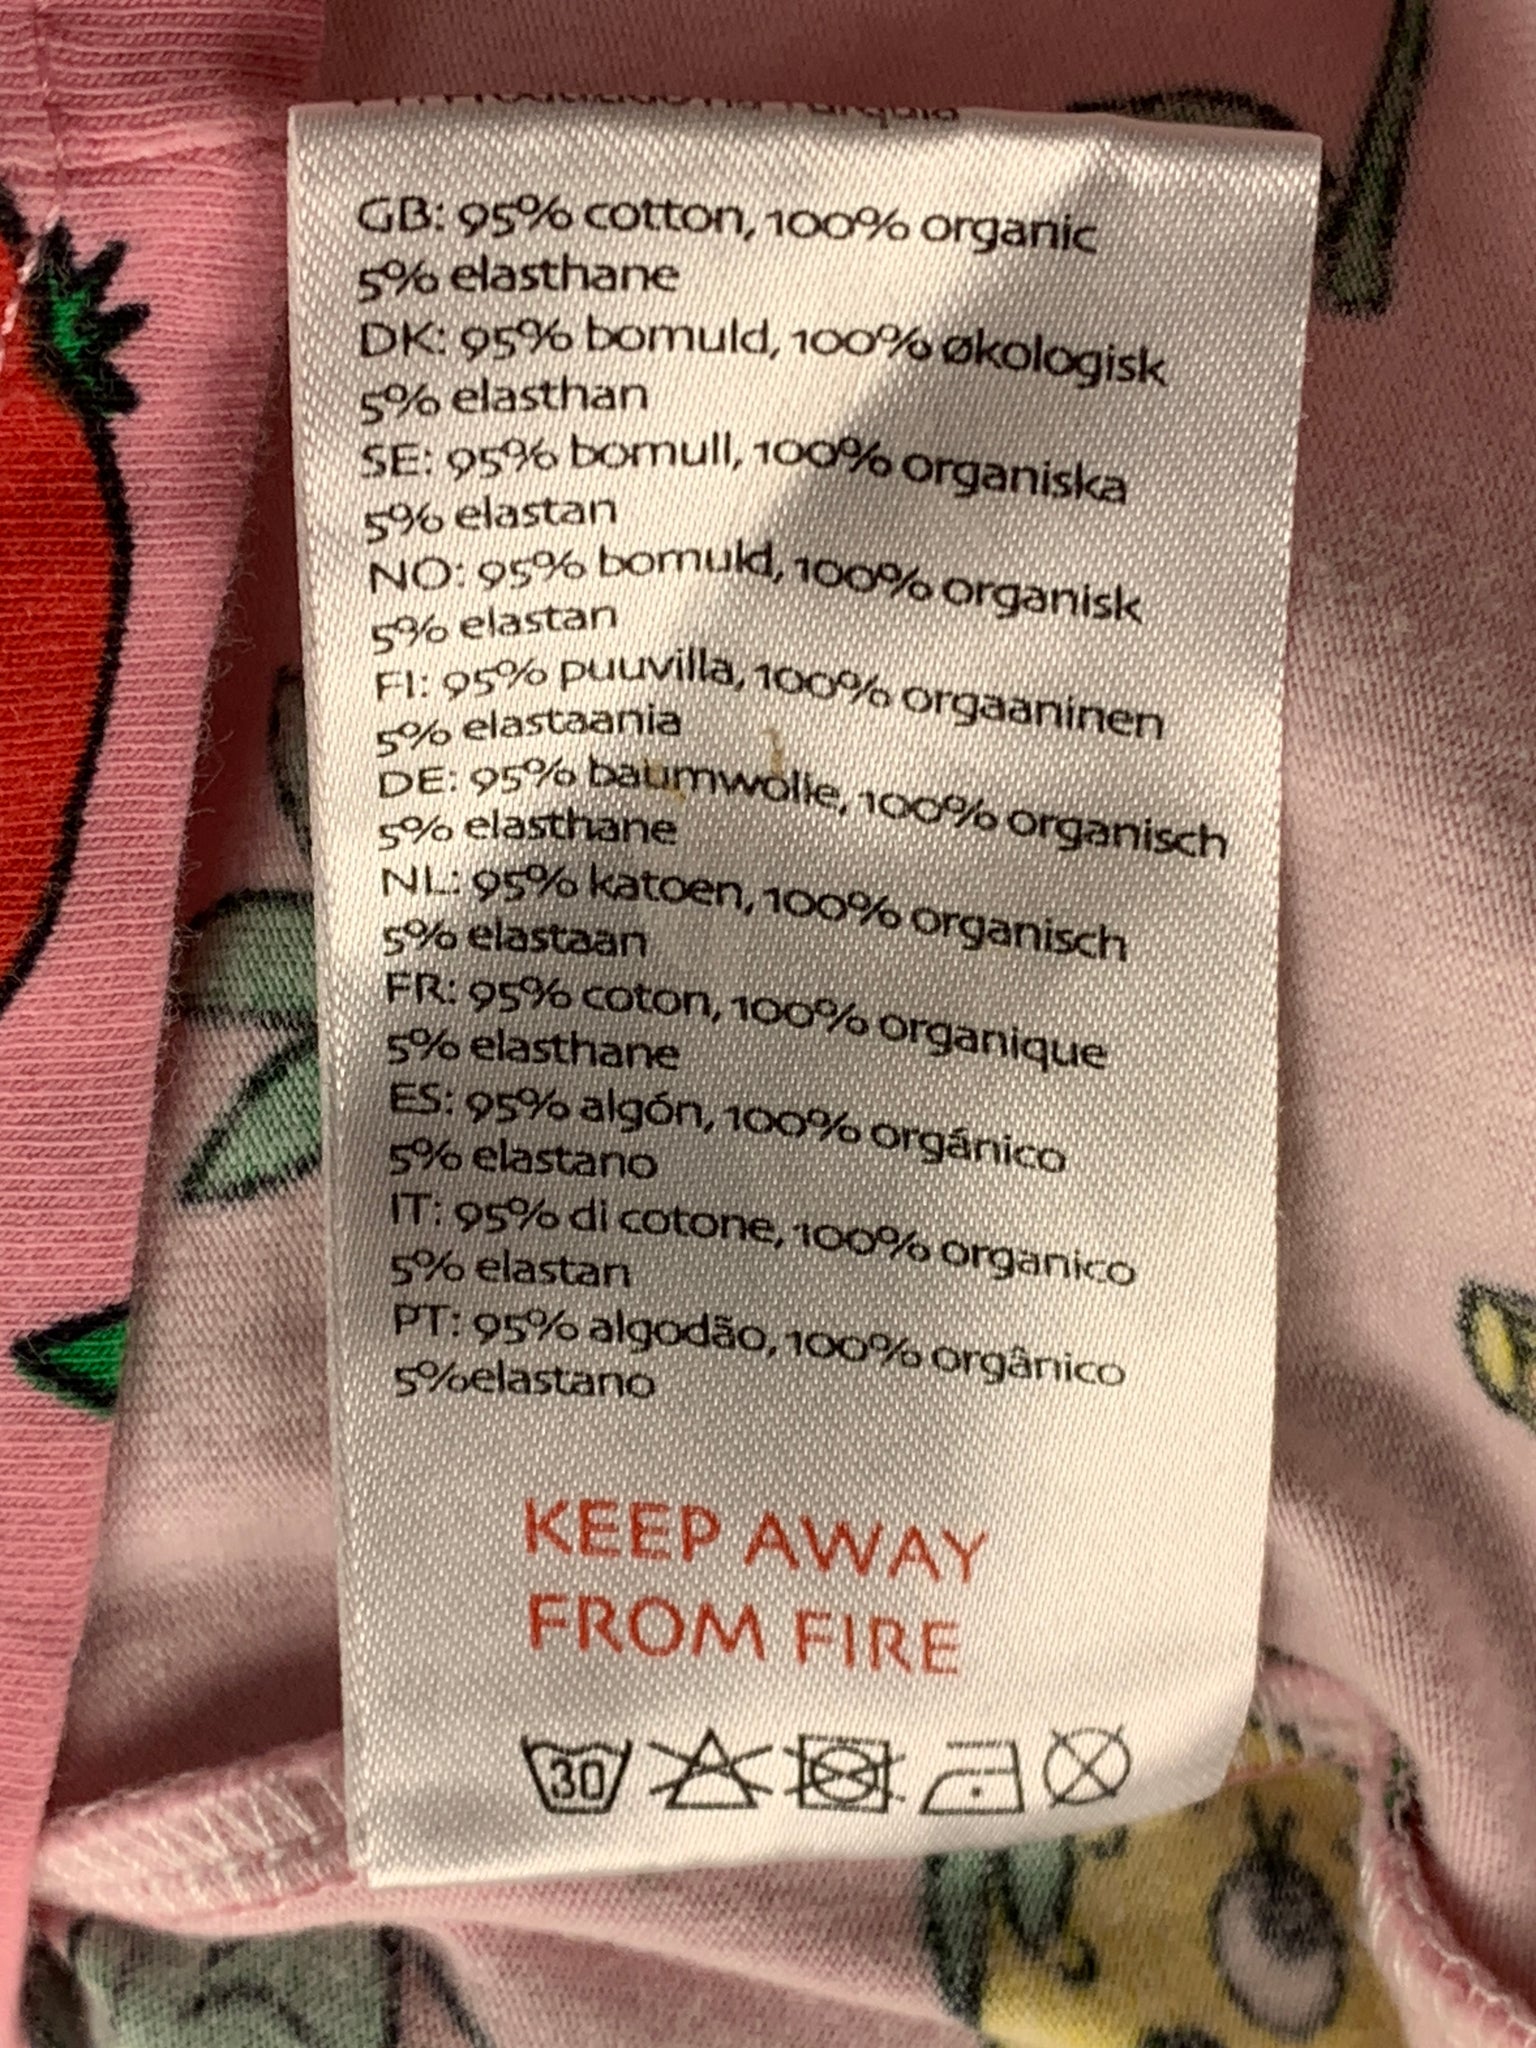 GB: 95% cotton, 100% organic
5% elasthane
DK: 95% bomuld, 100% økologisk
5% elasthan
SE: 95% bomull, 100% organiska
5% elastan
NO: 95% bomuld, 100% organisk
5% elastan
FI: 95% puuvilla, 100% orgaaninen
5% elastaania
DE: 95% baumwolle, 100% organisch
5% elasthane
NL: 95% katoen, 100% organisch
5% elastaan
FR: 95% coton, 100% organique
5% elasthane
ES: 95% algón, 100% orgánico
5% elastano
IT: 95% di cotone, 100% organico
5% elastan
PT: 95% algodão, 100% orgânico
5%elastano
KEEP AWAY
FROM FIRE
30